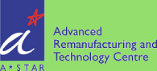 Advanced
Remanufacturing and
Technology Centre
A★STAR